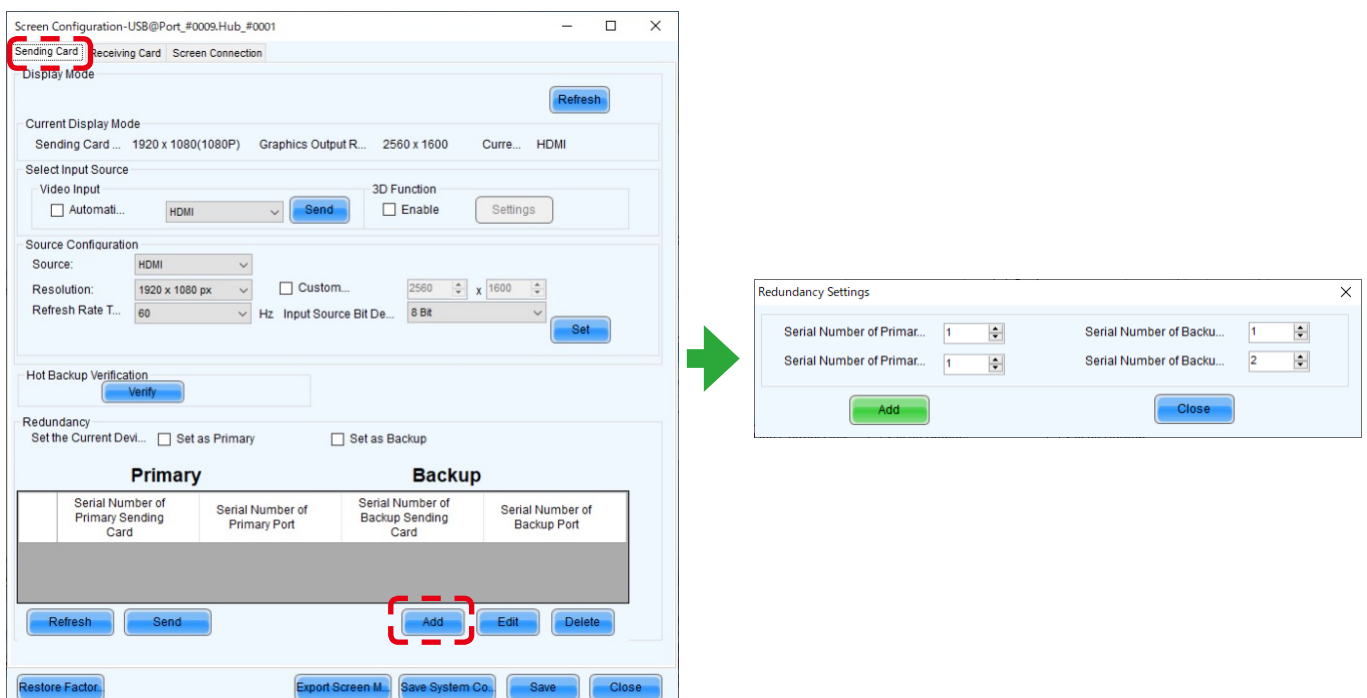 Screen Configuration-USB@Port_#0009.Hub_#0001
Sending Card Receiving Card Screen Connection
Display Mode
Refresh
Current Display Mode
Sending Card ... 1920 x 1080(1080P) Graphics Output R... 2560 x 1600 Curre... HDMI
Select Input Source
Video Input 3D Function
Automati... HDMI Send Enable Settings
Source Configuration
Source: HDMI
Resolution: 1920 x 1080 px Custom... 2560 x 1600
Refresh Rate T... 60 Hz Input Source Bit De... 8 Bit
Set
Hot Backup Verification
Verify
Redundancy
Set the Current Devi... Set as Primary Set as Backup
Primary Backup
Serial Number of Primary Sending Card
Serial Number of Primary Port
Serial Number of Backup Sending Card
Serial Number of Backup Port
Refresh Send Add Edit Delete
Restore Factor... Export Screen M... Save System Co... Save Close
Redundancy Settings
Serial Number of Primar... 1 Serial Number of Backu... 1
Serial Number of Primar... 1 Serial Number of Backu... 2
Add Close